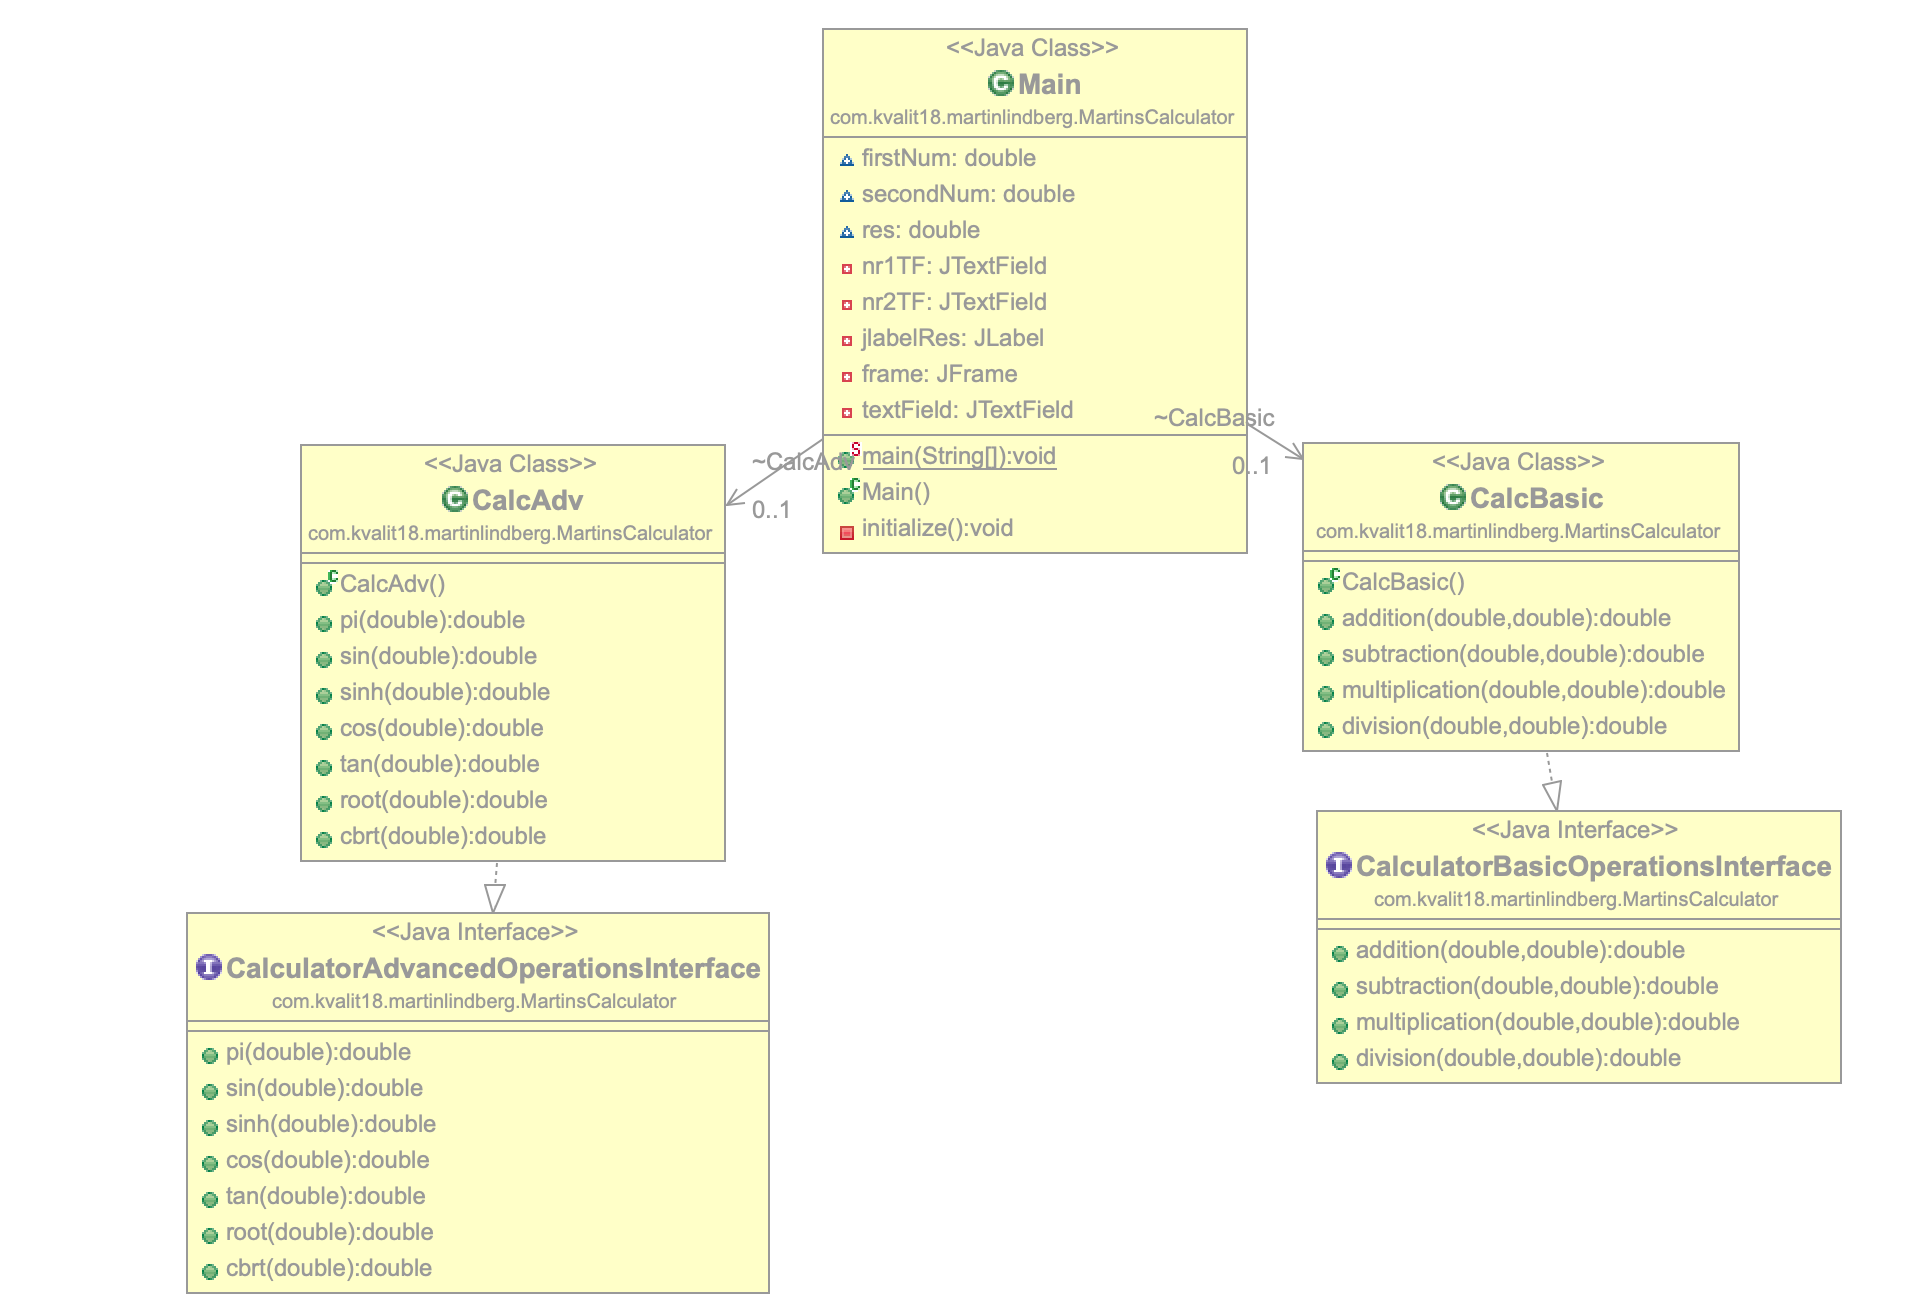 <<Java Class>>
Main
com.kvalit18.martinlindberg.MartinsCalculator
firstNum: double
secondNum: double
res: double
nr1TF: JTextField
nr2TF: JTextField
jlabelRes: JLabel
frame: JFrame
textField: JTextField
main(String[]):void
Main()
initialize():void
~CalcAdv
0..1
~CalcBasic
0..1
<<Java Class>>
CalcAdv
com.kvalit18.martinlindberg.MartinsCalculator
CalcAdv()
pi(double):double
sin(double):double
sinh(double):double
cos(double):double
tan(double):double
root(double):double
cbrt(double):double
<<Java Class>>
CalcBasic
com.kvalit18.martinlindberg.MartinsCalculator
CalcBasic()
addition(double,double):double
subtraction(double,double):double
multiplication(double,double):double
division(double,double):double
<<Java Interface>>
CalculatorAdvancedOperationsInterface
com.kvalit18.martinlindberg.MartinsCalculator
pi(double):double
sin(double):double
sinh(double):double
cos(double):double
tan(double):double
root(double):double
cbrt(double):double
<<Java Interface>>
CalculatorBasicOperationsInterface
com.kvalit18.martinlindberg.MartinsCalculator
addition(double,double):double
subtraction(double,double):double
multiplication(double,double):double
division(double,double):double